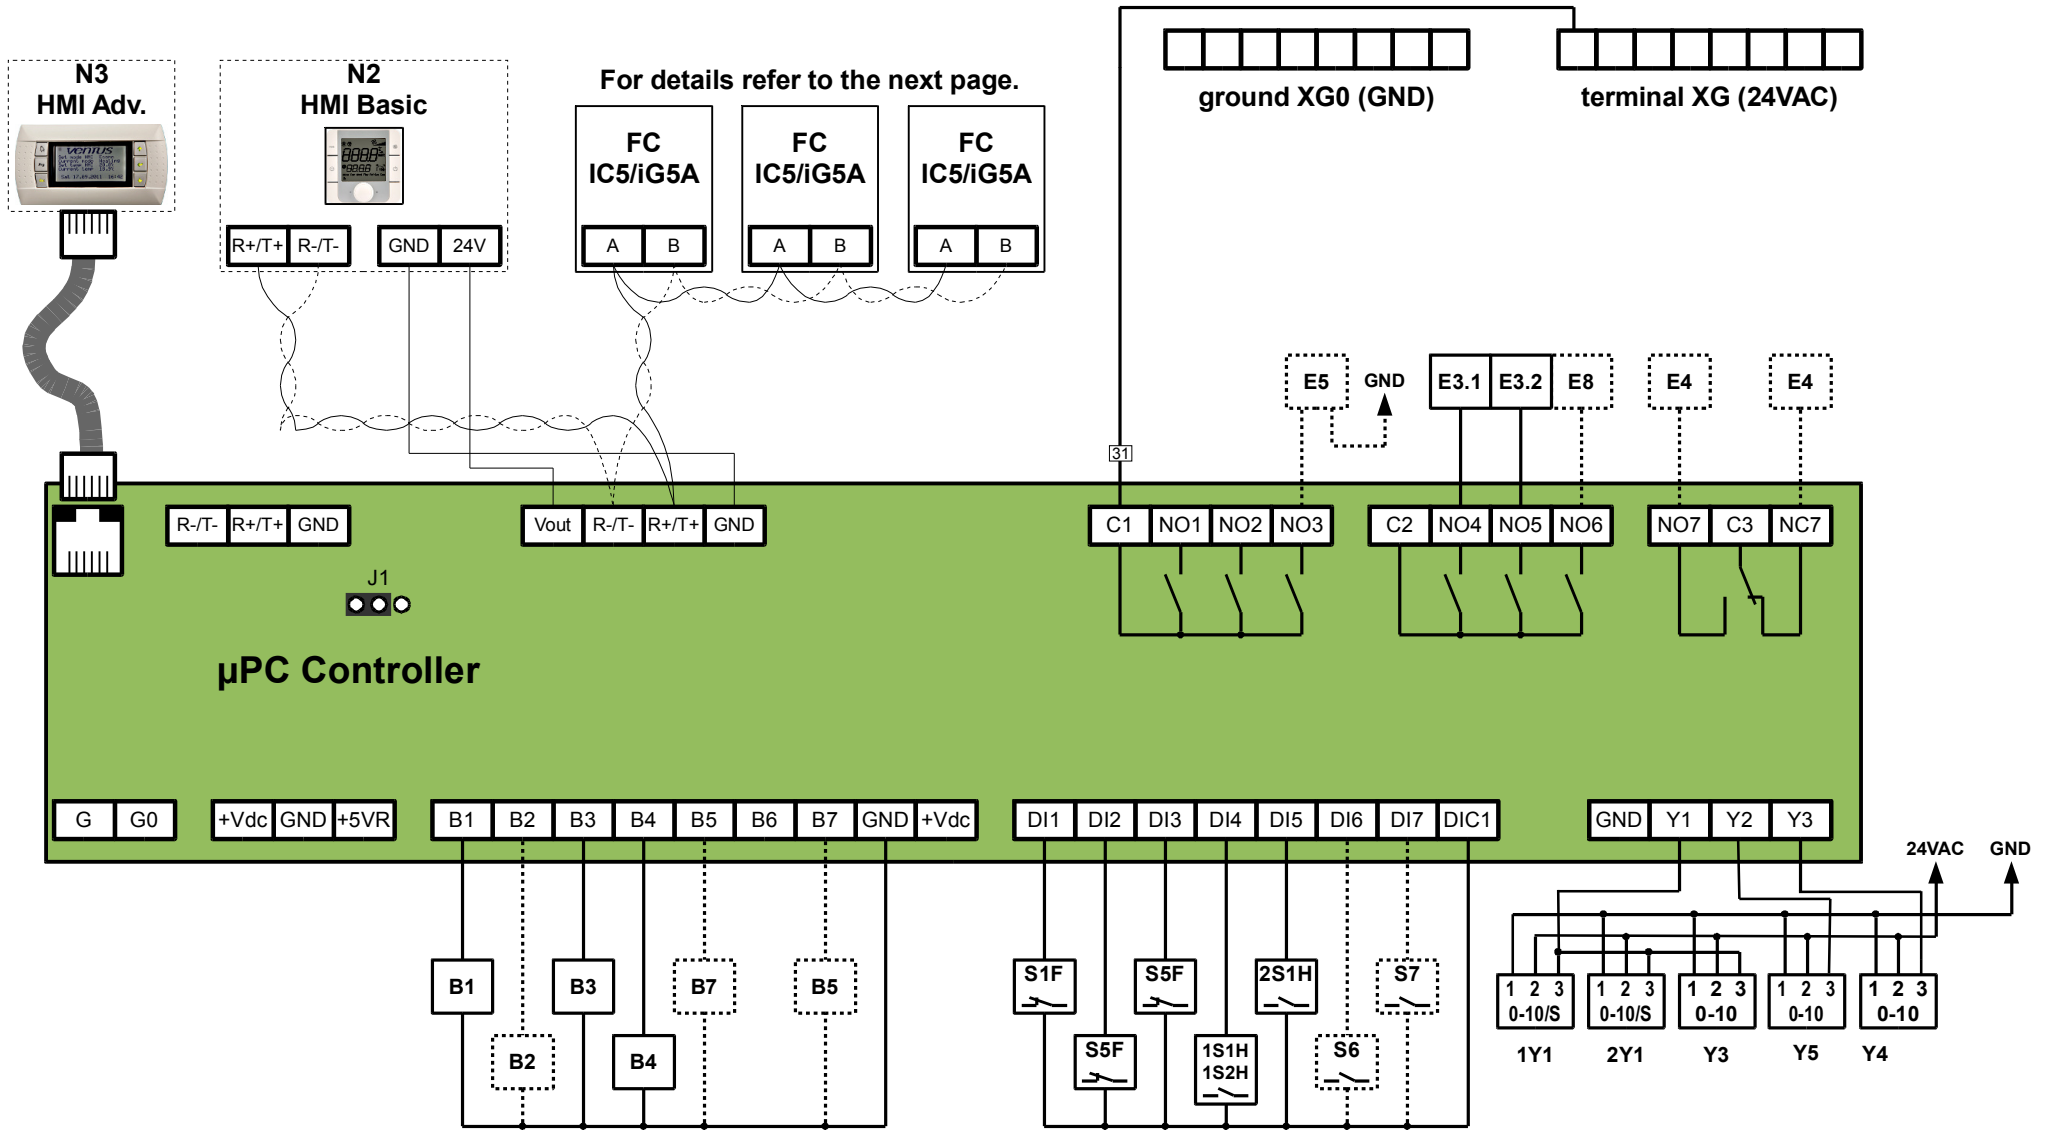 N3
HMI Adv.
N2
HMI Basic
For details refer to the next page.
ground XG0 (GND)
terminal XG (24VAC)
VENTUS
FC
IC5/iG5A
FC
IC5/iG5A
FC
IC5/iG5A
R+/T+ R-/T- GND 24V
A B A B A B
E5 GND E3.1 E3.2 E8 E4 E4
31
R-/T- R+/T+ GND
Vout R-/T- R+/T+ GND
C1 NO1 NO2 NO3
C2 NO4 NO5 NO6
NO7 C3 NC7
J1
µPC Controller
G G0
+Vdc GND +5VR
B1 B2 B3 B4 B5 B6 B7 GND +Vdc
DI1 DI2 DI3 DI4 DI5 DI6 DI7 DIC1
GND Y1 Y2 Y3
24VAC GND
B1 B3 B7 B5
B2 B4
S1F S5F 2S1H S7
S5F
1S1H
1S2H
S6
1 2 3
0-10/S
1Y1
1 2 3
0-10/S
2Y1
1 2 3
0-10
Y3
1 2 3
0-10
Y5
1 2 3
0-10
Y4